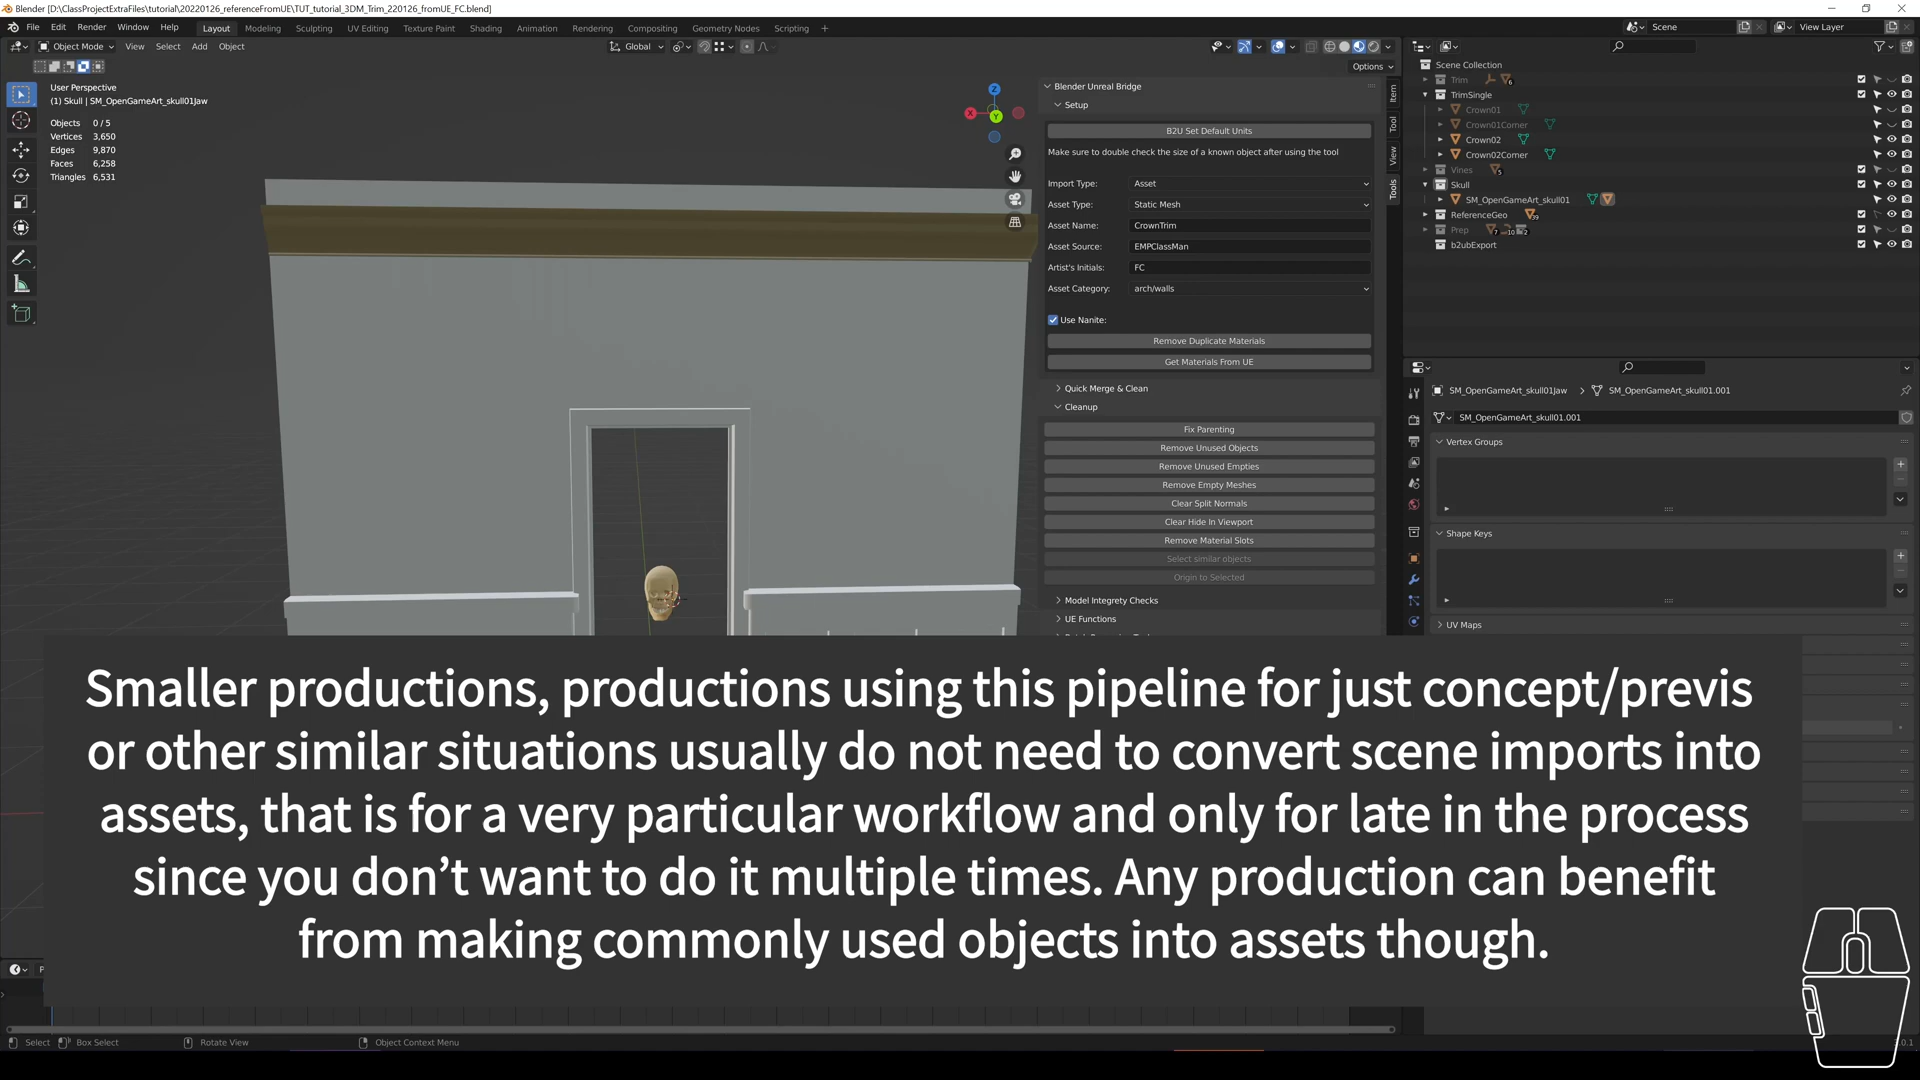 Blender [D:\ClassProjectExtraFiles\tutorial\20220126_referenceFromUE\TUT_tutorial_3DM_Trim_220126_fromUE_FC.blend]
File Edit Render Window Help Layout Modeling Sculpting UV Editing Texture Paint Shading Animation Rendering Compositing Geometry Nodes Scripting + Scene View Layer
Object Mode View Select Add Object Global
Options
User Perspective
(1) Skull | SM_OpenGameArt_skull01Jaw
Objects 0 / 5
Vertices 3,650
Edges 9,870
Faces 6,258
Triangles 6,531
Z
X
Y
Blender Unreal Bridge
Setup
B2U Set Default Units
Make sure to double check the size of a known object after using the tool
Import Type: Asset
Asset Type: Static Mesh
Asset Name: CrownTrim
Asset Source: EMPClassMan
Artist's Initials: FC
Asset Category: arch/walls
Use Nanite:
Remove Duplicate Materials
Get Materials From UE
Quick Merge & Clean
Cleanup
Fix Parenting
Remove Unused Objects
Remove Unused Empties
Remove Empty Meshes
Clear Split Normals
Clear Hide In Viewport
Remove Material Slots
Select similar objects
Origin to Selected
Model Integrety Checks
UE Functions
Item
Tool
View
Tools
Scene Collection
Trim 6
TrimSingle
Crown01
Crown01Corner
Crown02
Crown02Corner
Vines 5
Skull
SM_OpenGameArt_skull01
ReferenceGeo 39
Prep 7 10 2
b2ubExport
SM_OpenGameArt_skull01Jaw SM_OpenGameArt_skull01.001
SM_OpenGameArt_skull01.001
Vertex Groups
Shape Keys
UV Maps
Smaller productions, productions using this pipeline for just concept/previs
or other similar situations usually do not need to convert scene imports into
assets, that is for a very particular workflow and only for late in the process
since you don’t want to do it multiple times. Any production can benefit
from making commonly used objects into assets though.
Select Box Select Rotate View Object Context Menu